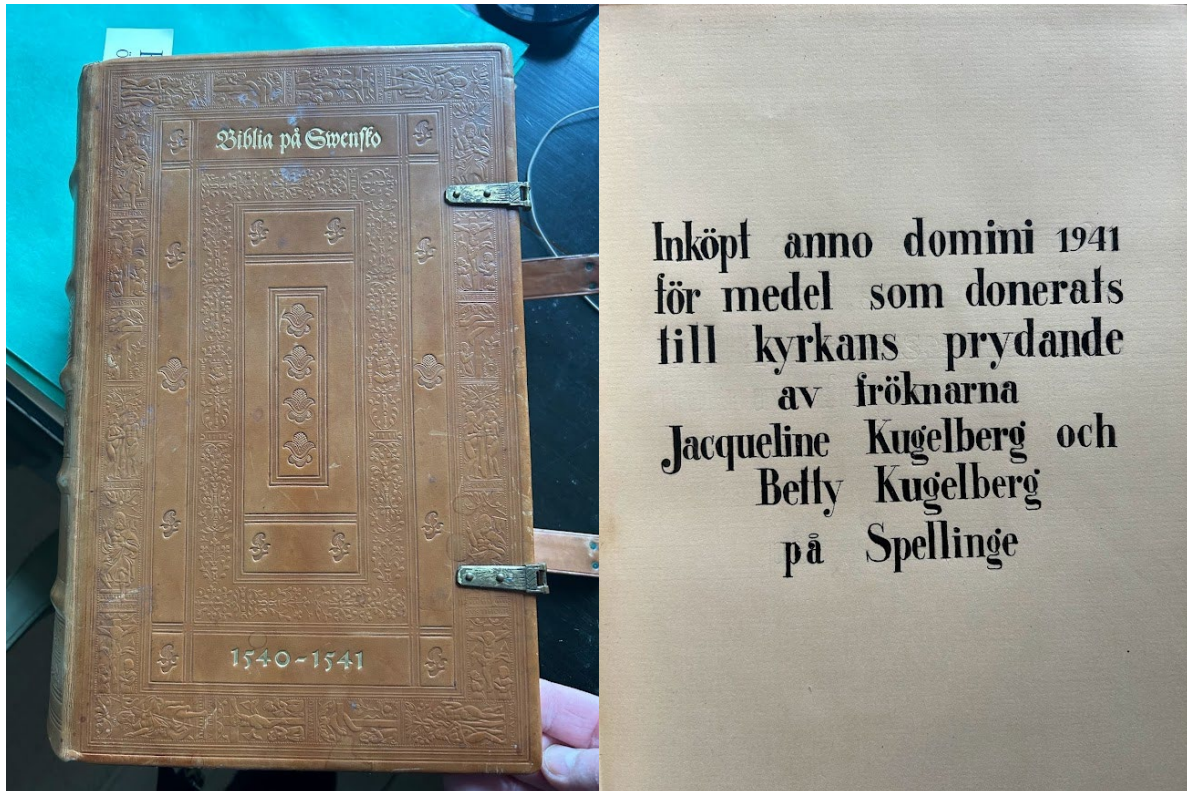 Biblia på Swensko
1540-1541
Inköpt anno domini 1941
för medel som donerats
till kyrkans prydande
av fröknarna
Jacqueline Kugelberg och
Betty Kugelberg
på Spellinge